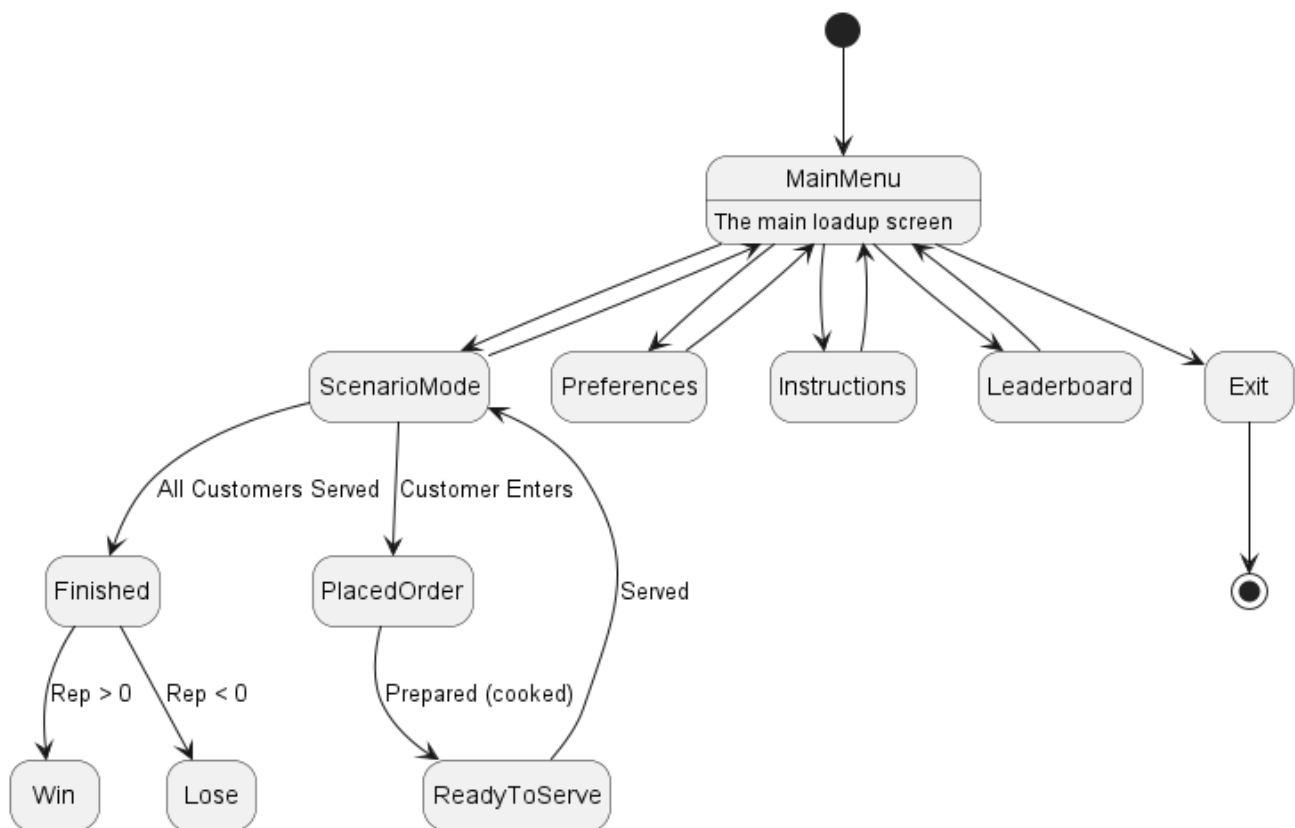 MainMenu
The main loadup screen
ScenarioMode
Preferences
Instructions
Leaderboard
Exit
All Customers Served
Customer Enters
Finished
PlacedOrder
Served
Rep > 0
Rep < 0
Prepared (cooked)
Win
Lose
ReadyToServe